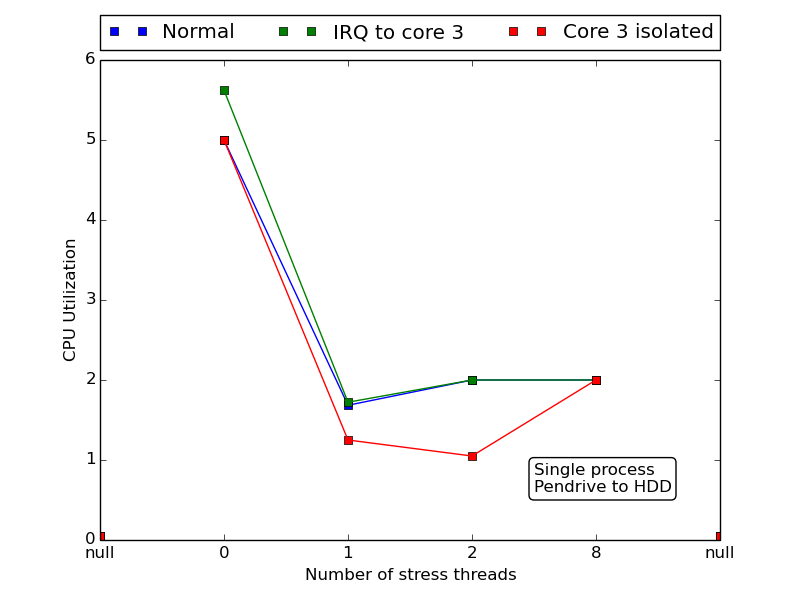 Normal IRQ to core 3 Core 3 isolated
6
5
4
3
2
1
0
CPU Utilization
Single process
Pendrive to HDD
null 0 1 2 8 null
Number of stress threads